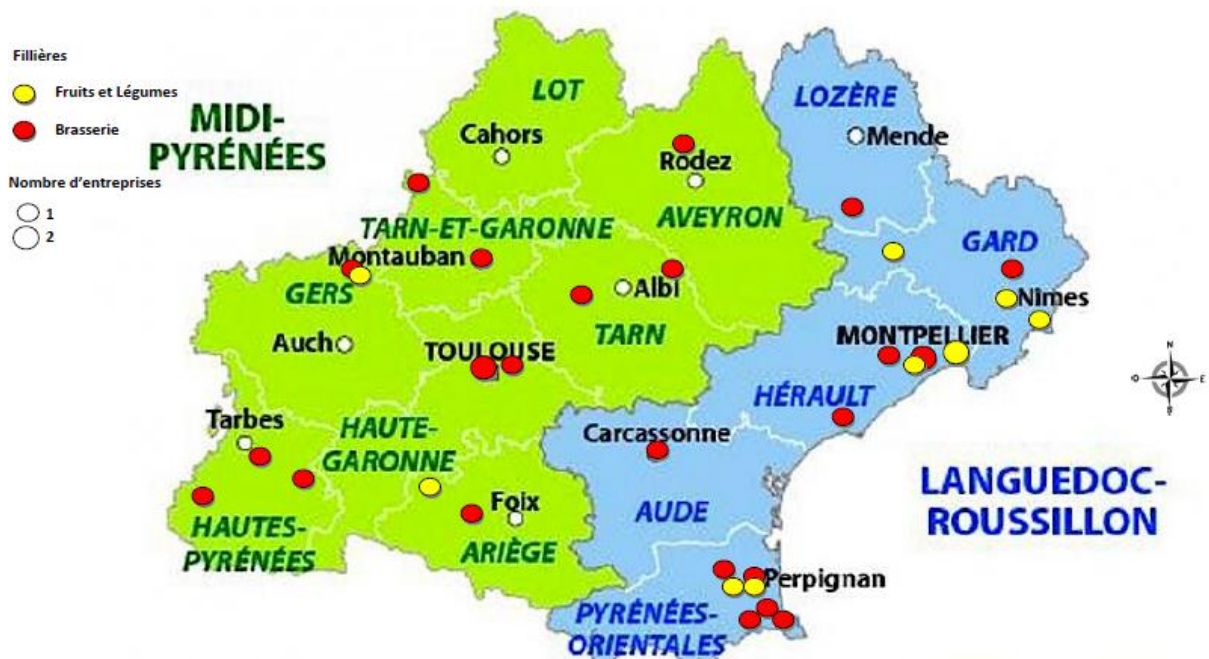 Fillières
Fruits et Légumes
Brasserie
Nombre d'entreprises
1
2
MIDI-
PYRÉNÉES
LOT
Cahors
LOZÈRE
Mende
Rodez
AVEYRON
TARN-ET-GARONNE
Montauban
GARD
GERS
Albi
Nîmes
TARN
Auch
TOULOUSE
MONTPELLIER
HÉRAULT
Tarbes
HAUTE-
GARONNE
Carcassonne
LANGUEDOC-
ROUSSILLON
HAUTES-
PYRÉNÉES
Foix
ARIÈGE
AUDE
Perpignan
PYRÉNÉES-
ORIENTALES
N
O
E